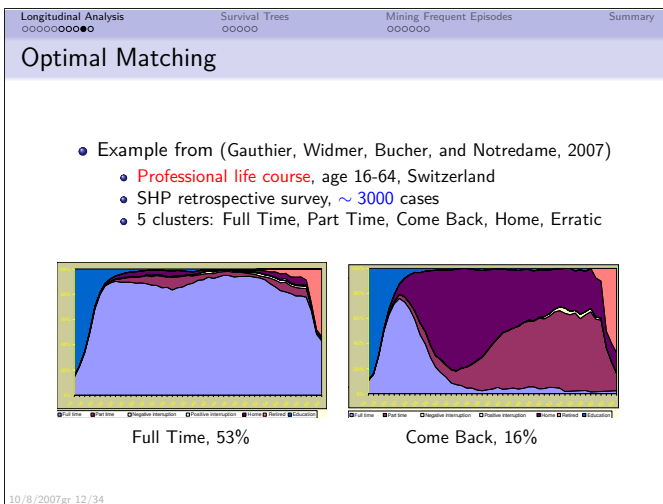 Longitudinal Analysis Survival Trees Mining Frequent Episodes Summary
Optimal Matching
Example from (Gauthier, Widmer, Bucher, and Notredame, 2007)
Professional life course, age 16-64, Switzerland
SHP retrospective survey, ∼ 3000 cases
5 clusters: Full Time, Part Time, Come Back, Home, Erratic
Full time Part time Negative interruption Positive interruption Home Retired Education
Full time Part time Negative interruption Positive interruption Home Retired Education
Full Time, 53%
Come Back, 16%
10/8/2007gr 12/34